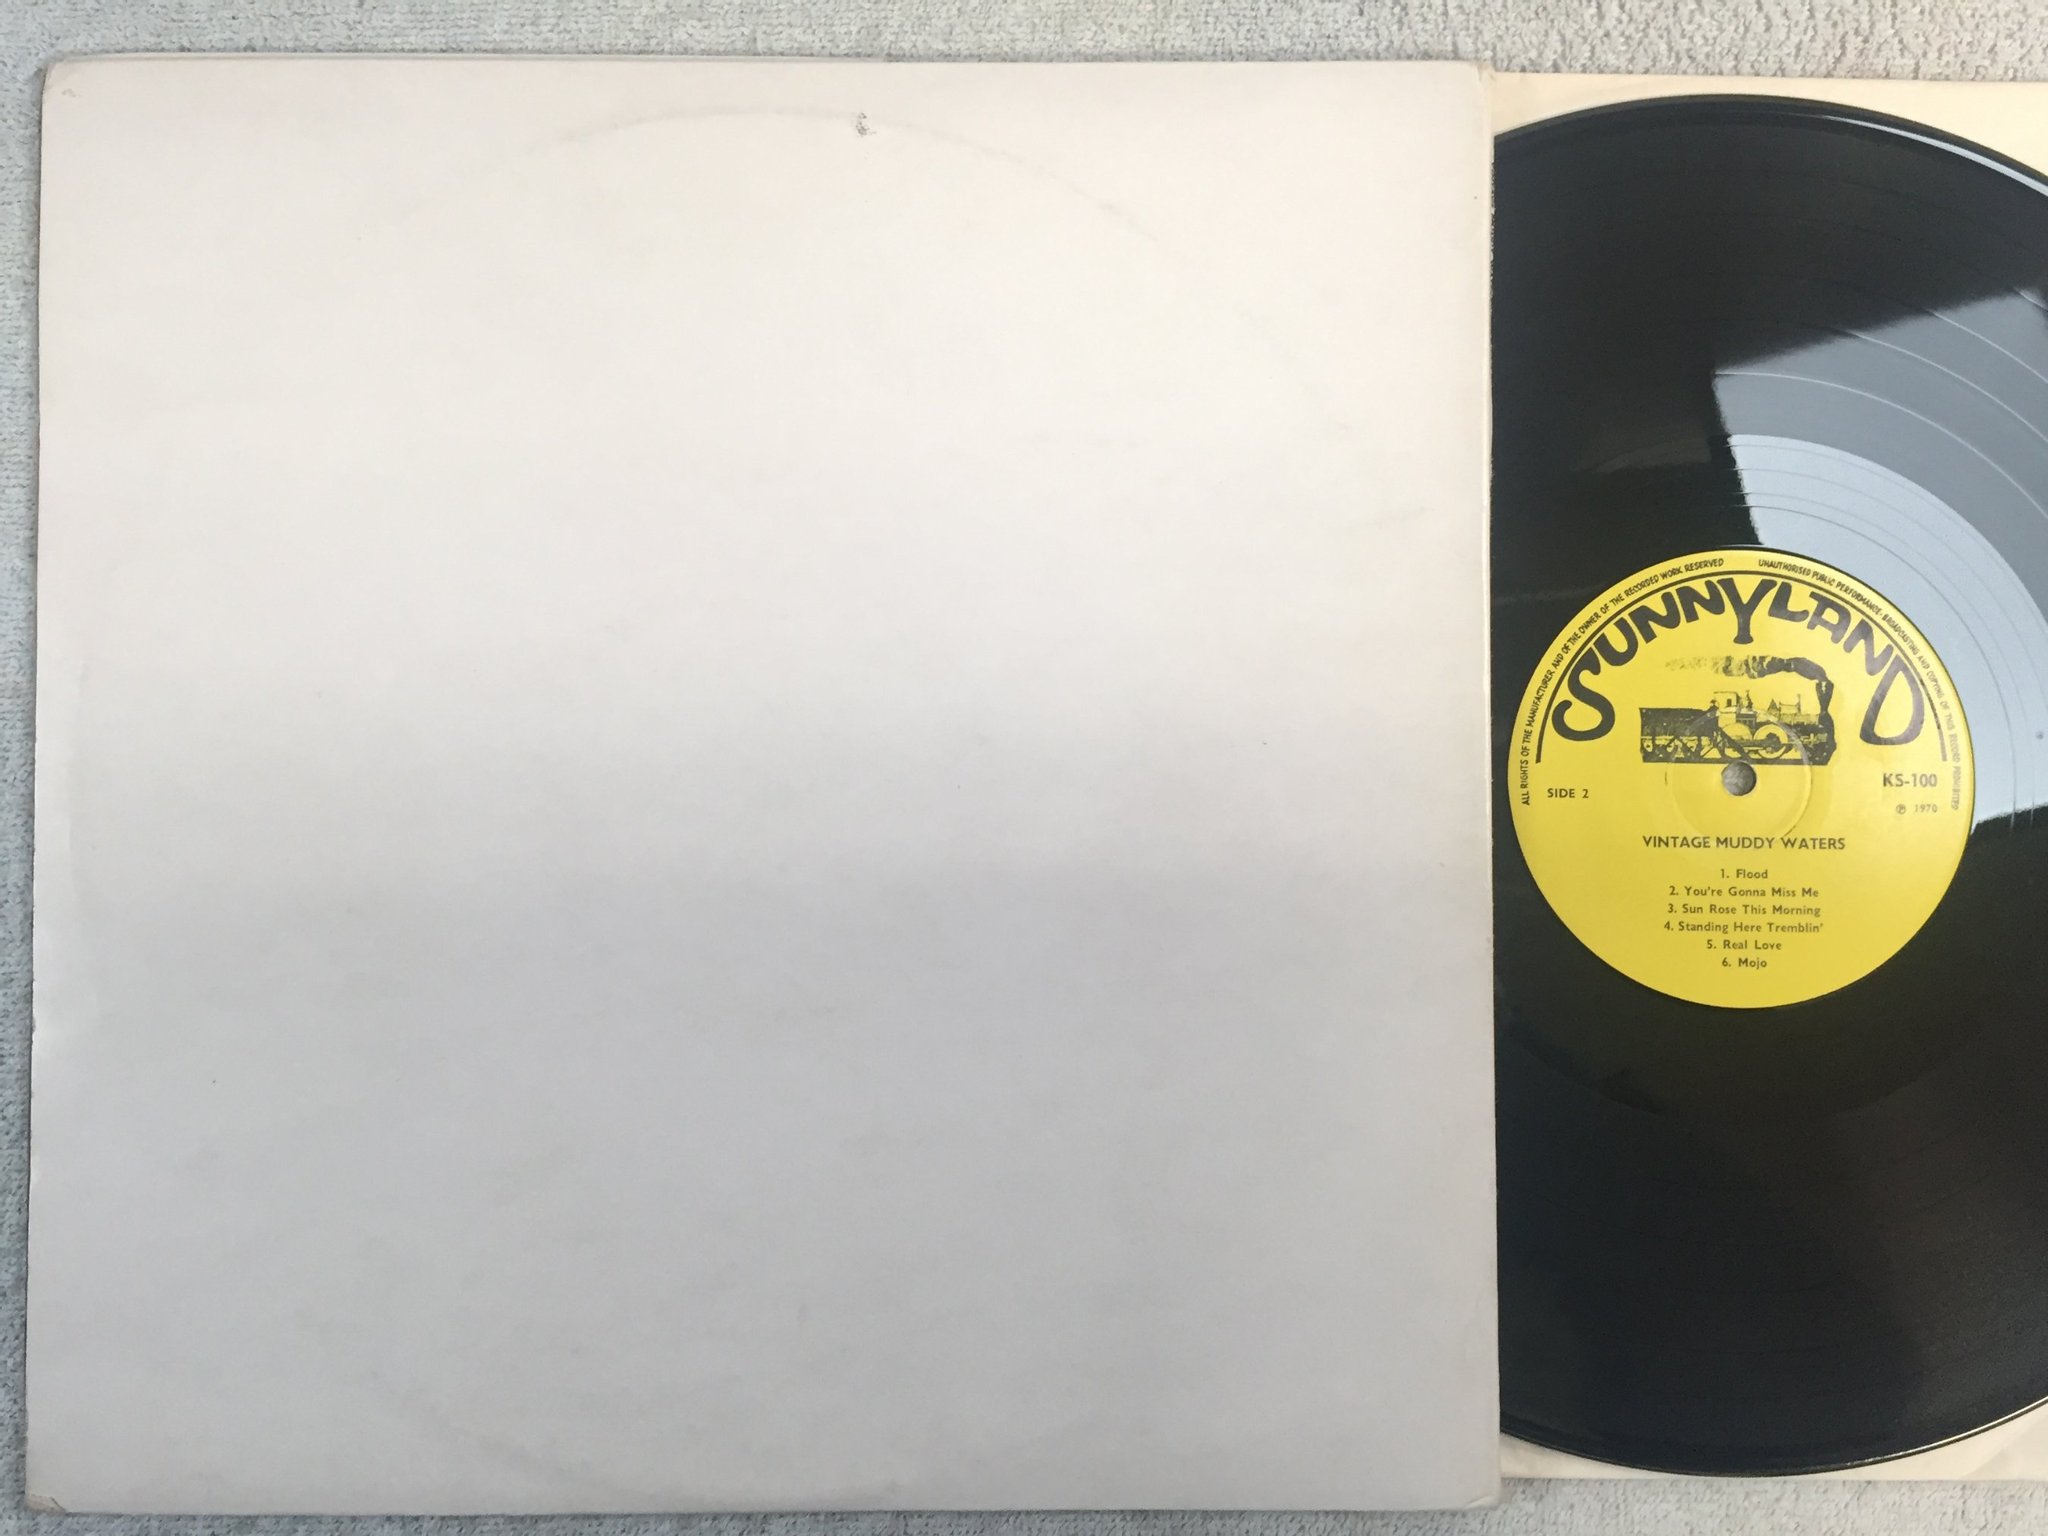 ALL RIGHTS OF THE MANUFACTURER AND OF THE OWNER OF THE RECORDED WORK RESERVED
UNAUTHORISED PUBLIC PERFORMANCE · BROADCASTING AND COPYING OF THIS RECORD PROHIBITED
SUNNYLAND
SIDE 2
KS-100
℗ 1970
VINTAGE MUDDY WATERS
1. Flood
2. You're Gonna Miss Me
3. Sun Rose This Morning
4. Standing Here Tremblin'
5. Real Love
6. Mojo